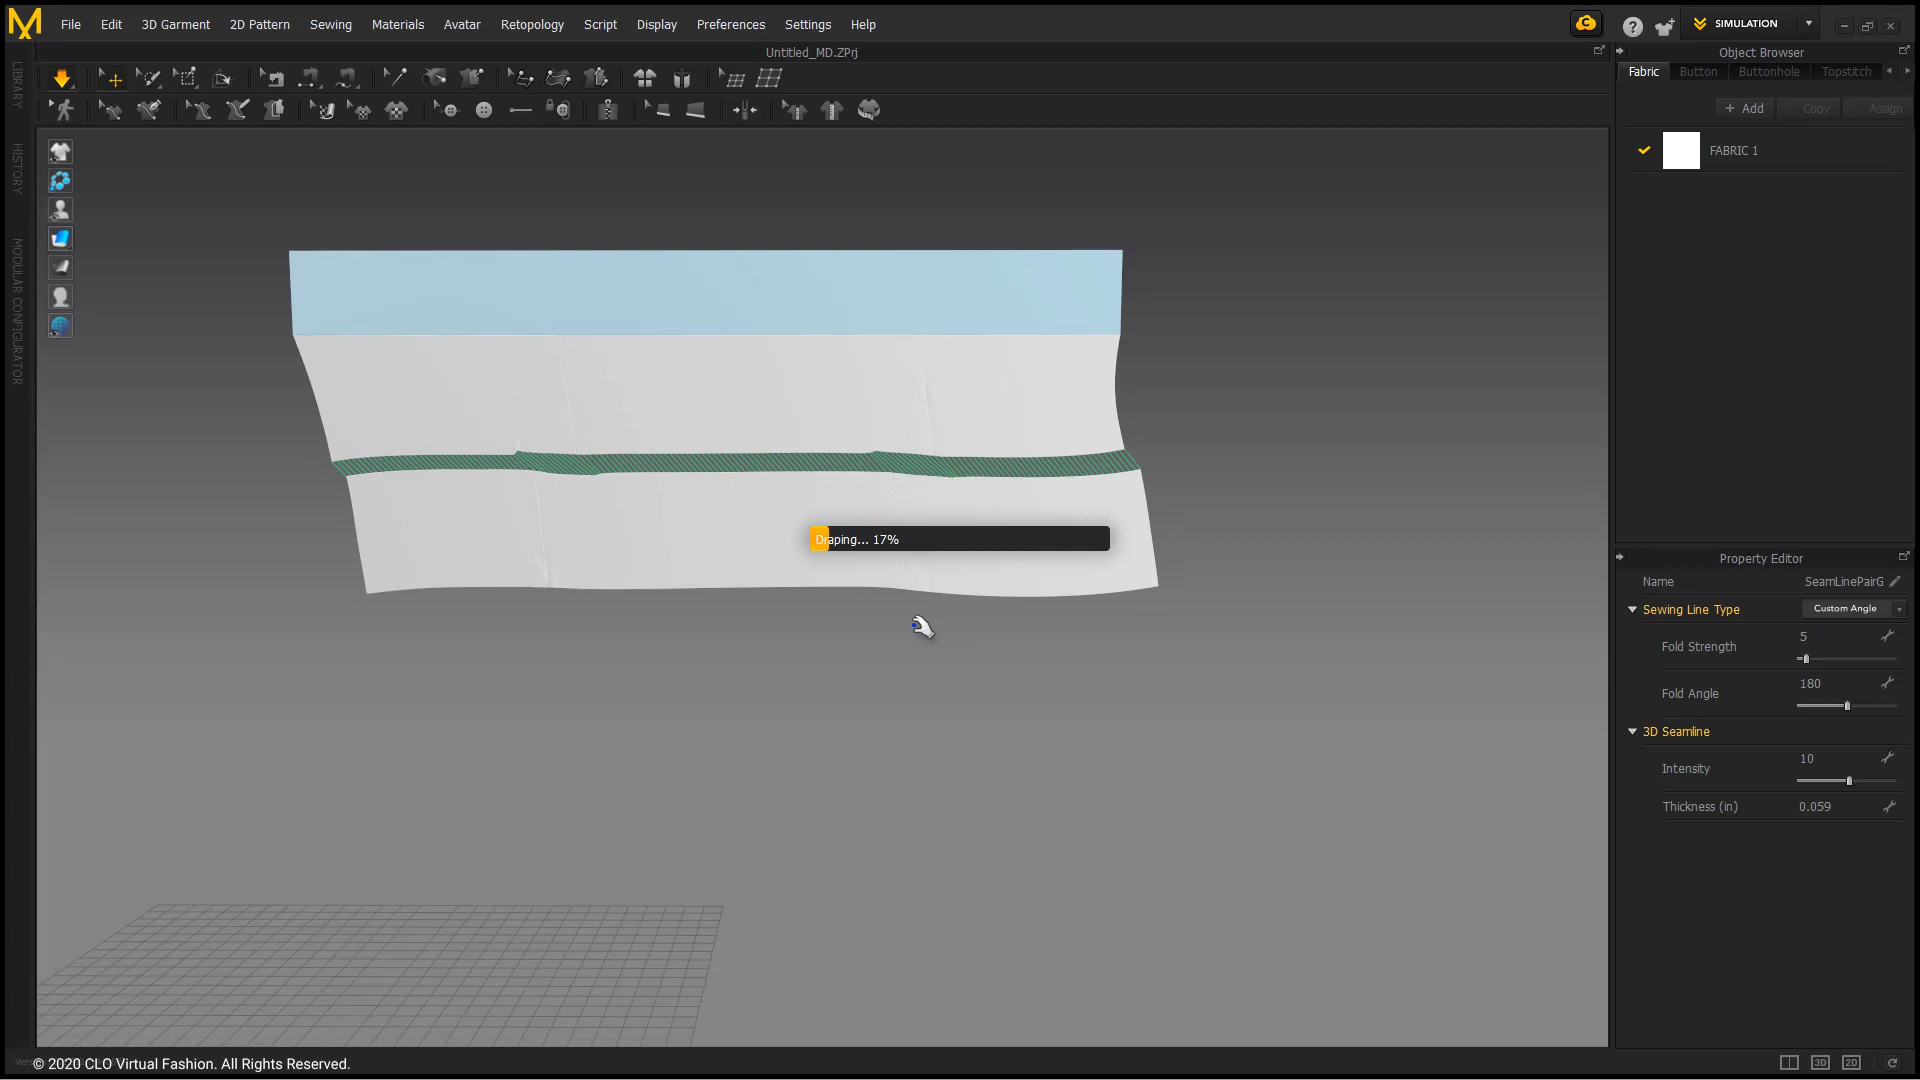 File Edit 3D Garment 2D Pattern Sewing Materials Avatar Retopology Script Display Preferences Settings Help
SIMULATION
Untitled_MD.ZPrj
Object Browser
Fabric Button Buttonhole Topstitch
+ Add Copy Assign
FABRIC 1
LIBRARY
HISTORY
MODULAR CONFIGURATOR
Draping... 17%
Property Editor
Name SeamLinePairG
Sewing Line Type Custom Angle
Fold Strength 5
Fold Angle 180
3D Seamline
Intensity 10
Thickness (in) 0.059
© 2020 CLO Virtual Fashion. All Rights Reserved.
3D 2D